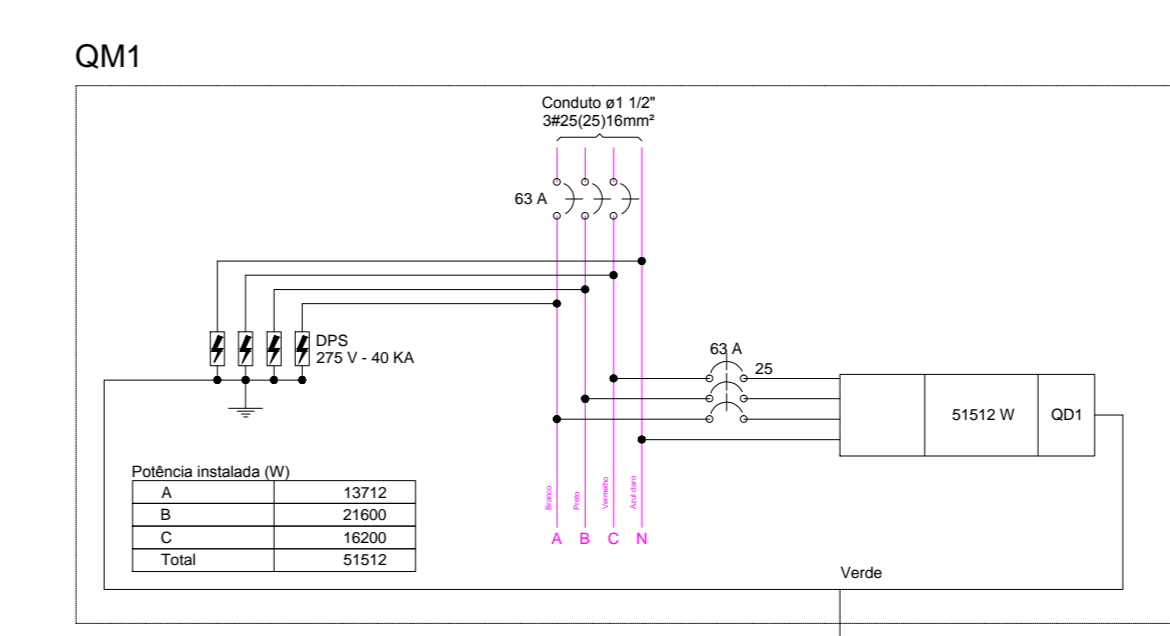 QM1
Conduto ø1 1/2"
3#25(25)16mm²
63 A
DPS
275 V - 40 KA
63 A
25
51512 W
QD1
Potência instalada (W)
A 13712
B 21600
C 16200
Total 51512
Branco
Preto
Vermelho
Azul claro
A B C N
Verde